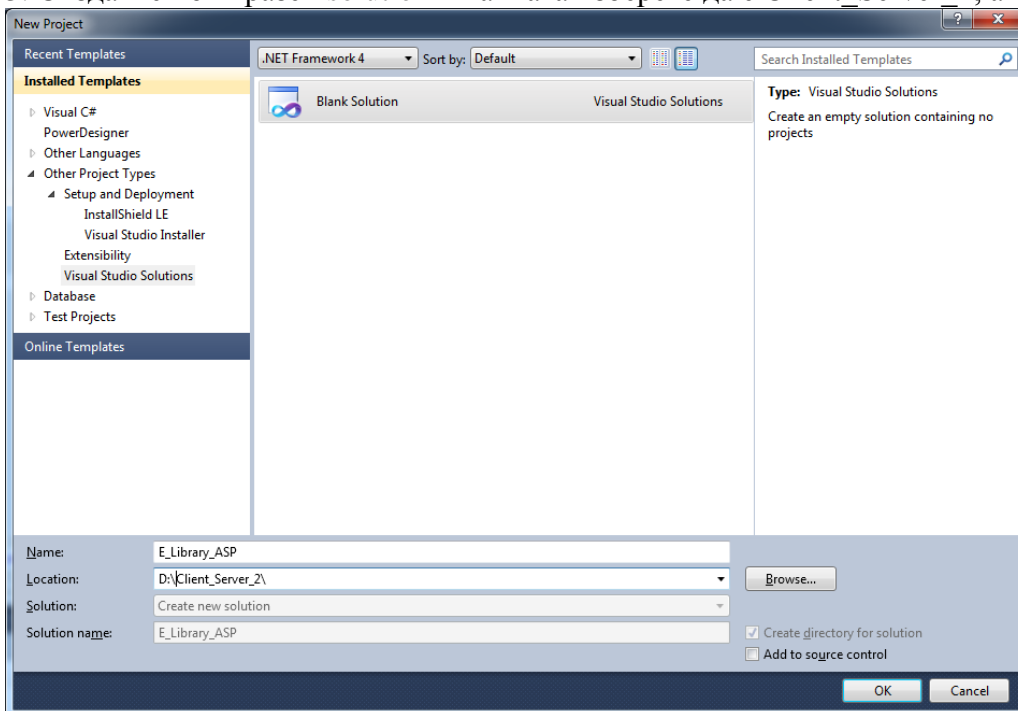 New Project
Recent Templates
Installed Templates
Visual C#
PowerDesigner
Other Languages
Other Project Types
Setup and Deployment
InstallShield LE
Visual Studio Installer
Extensibility
Visual Studio Solutions
Database
Test Projects
Online Templates
.NET Framework 4 Sort by: Default
Blank Solution Visual Studio Solutions
Search Installed Templates
Type: Visual Studio Solutions
Create an empty solution containing no
projects
Name: E_Library_ASP
Location: D:\Client_Server_2\ Browse...
Solution: Create new solution
Solution name: E_Library_ASP Create directory for solution
Add to source control
OK Cancel